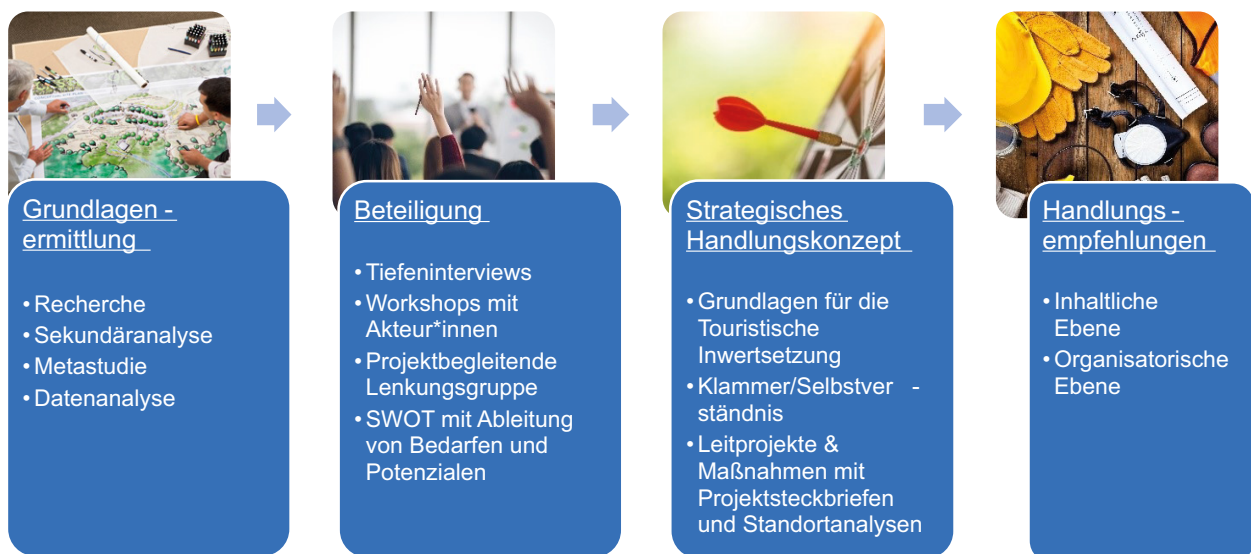 Grundlagen -
ermittlung
• Recherche
• Sekundäranalyse
• Metastudie
• Datenanalyse
Beteiligung
• Tiefeninterviews
• Workshops mit
Akteur*innen
• Projektbegleitende
Lenkungsgruppe
• SWOT mit Ableitung
von Bedarfen und
Potenzialen
Strategisches
Handlungskonzept
• Grundlagen für die
Touristische
Inwertsetzung
• Klammer/Selbstver -
ständnis
• Leitprojekte &
Maßnahmen mit
Projektsteckbriefen
und Standortanalysen
Handlungs -
empfehlungen
• Inhaltliche
Ebene
• Organisatorische
Ebene